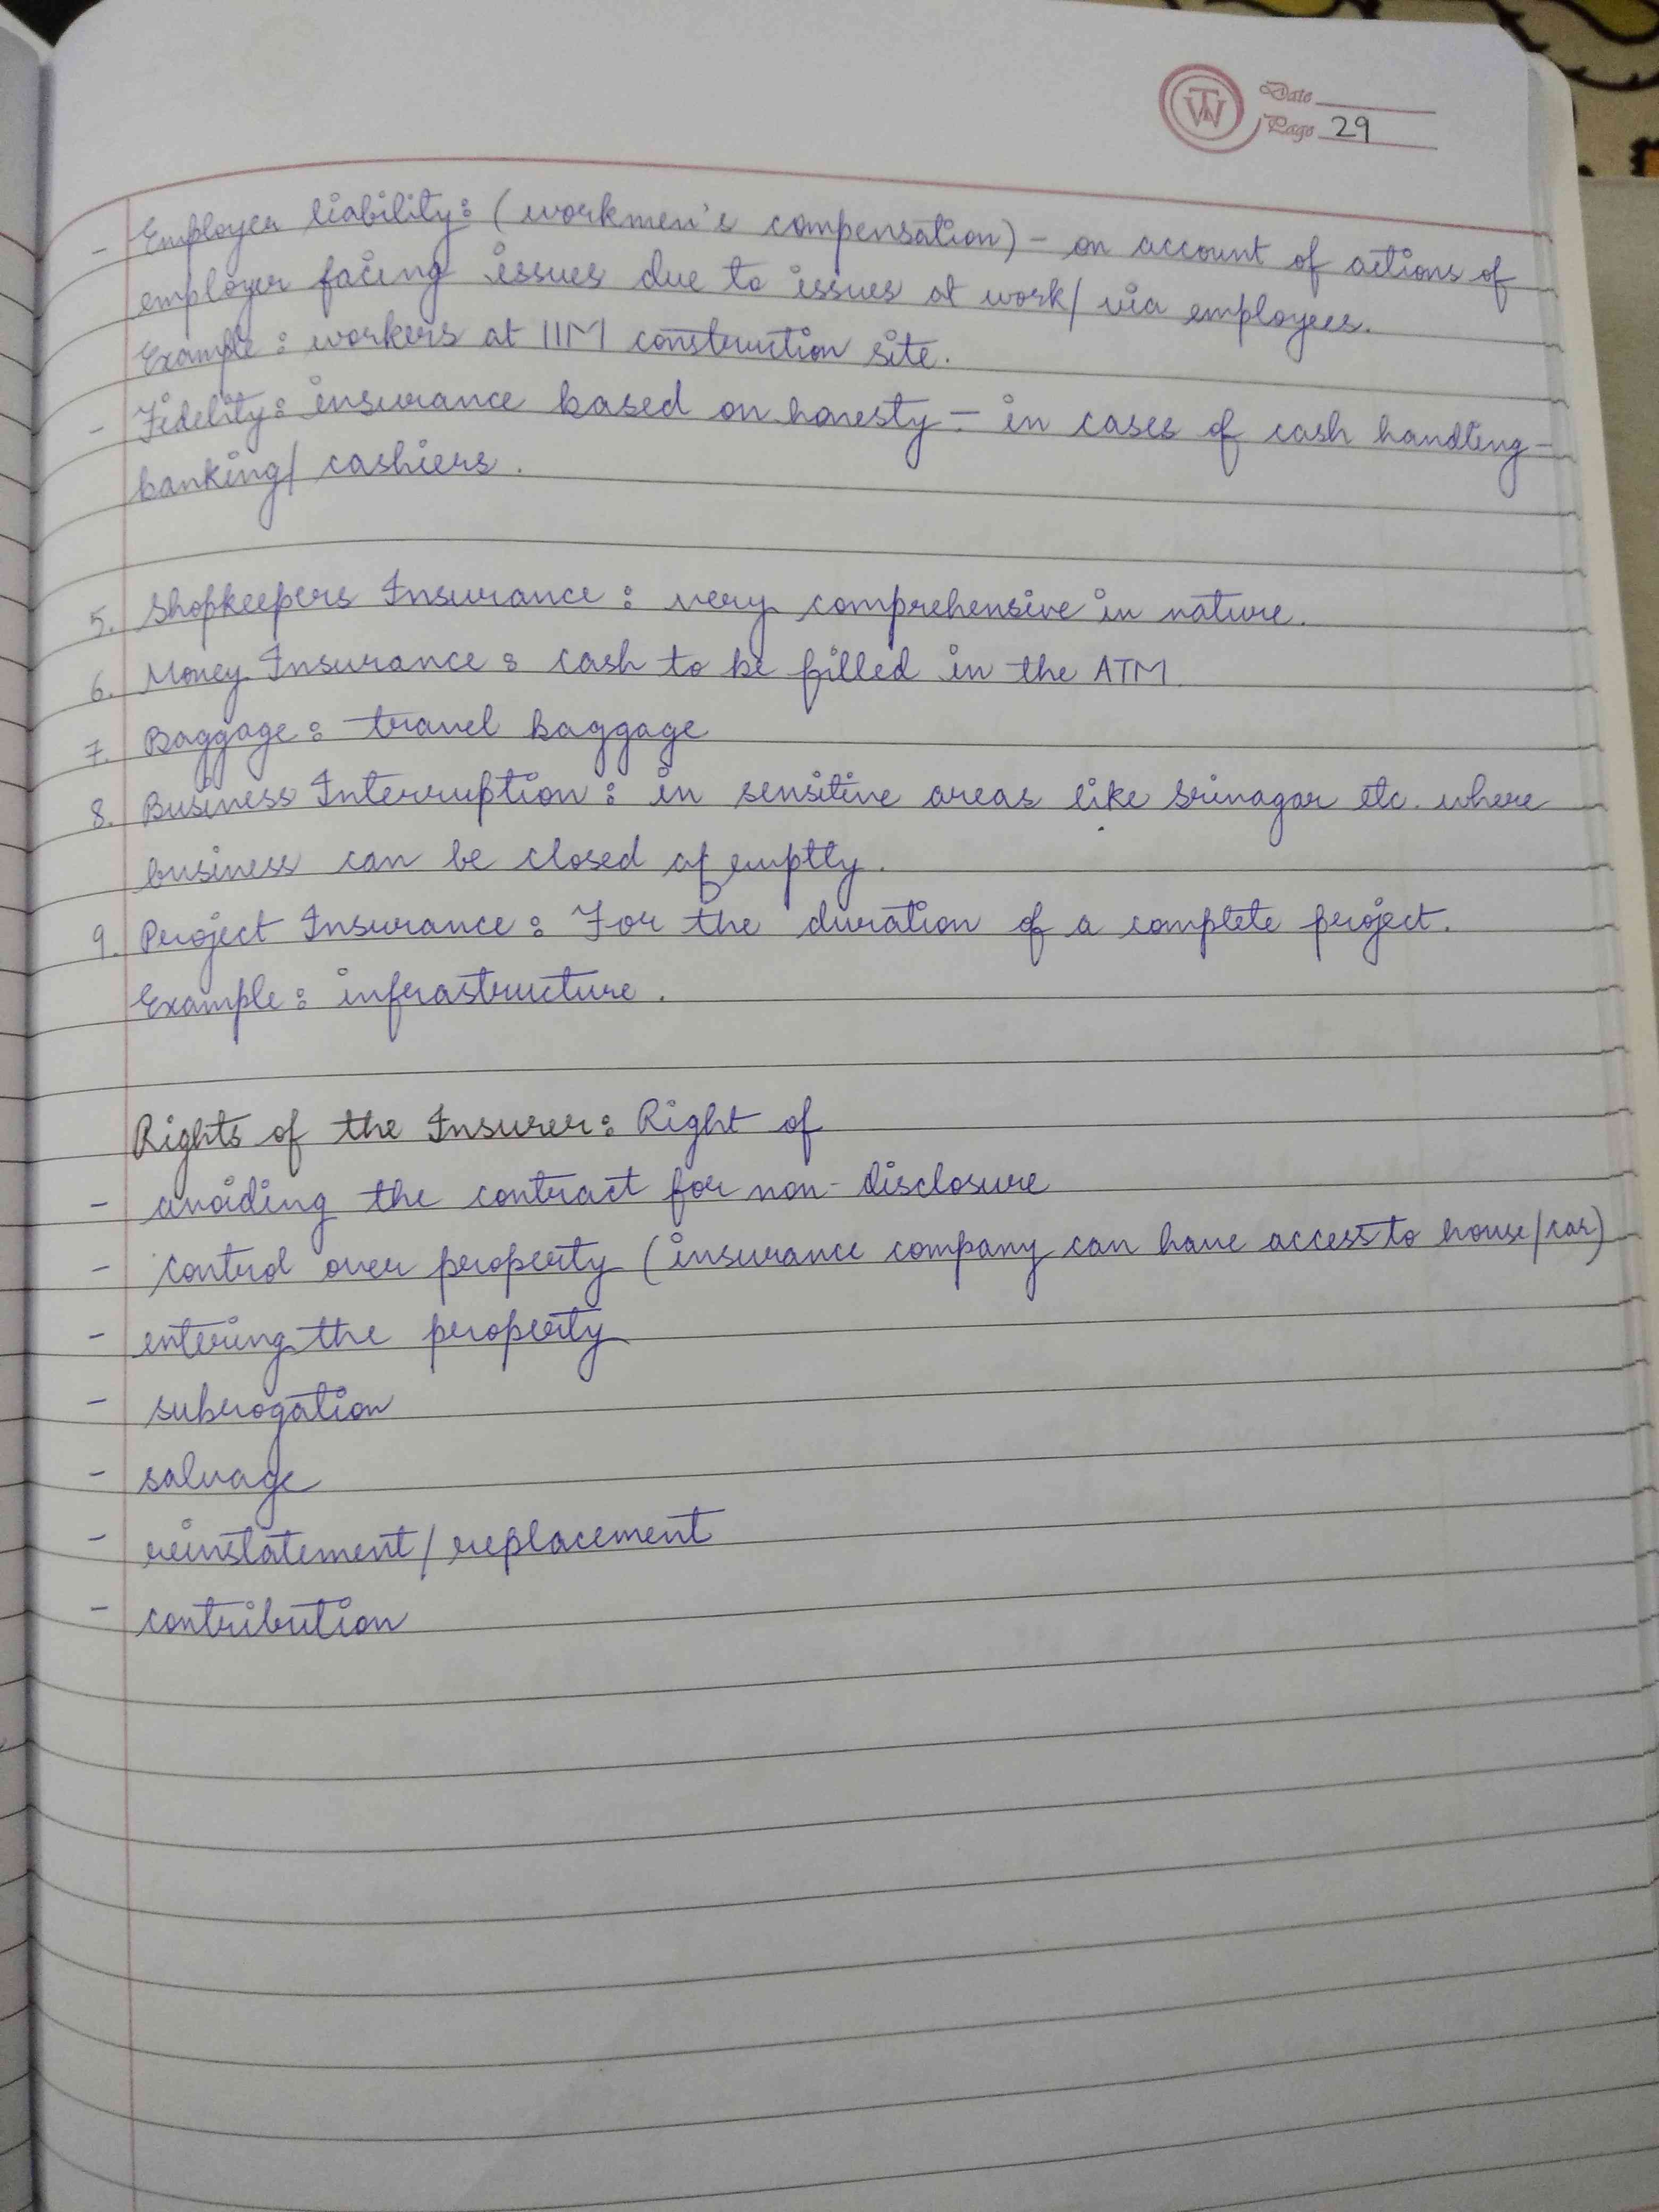 TW
Date
Page 29
- Employer liability: (workmen's compensation) - on account of actions of
employer facing issues due to issues at work/ via employees.
Example: workers at IIM construction site.
- Fidelity: insurance based on honesty - in cases of cash handling -
banking/ cashiers.
5. Shopkeepers Insurance: very comprehensive in nature.
6. Money Insurance: cash to be filled in the ATM
7. Baggage: travel baggage
8. Business Interruption: in sensitive areas like Srinagar etc. where
business can be closed
9. Project Insurance: For the duration of a complete project.
Example: infrastructure.
Rights of the Insurer: Right of
- avoiding the contract for non-disclosure
- control over property (insurance company can have access to house/car)
- entering the property
- subrogation
- salvage
- reinstatement/ replacement
- contribution